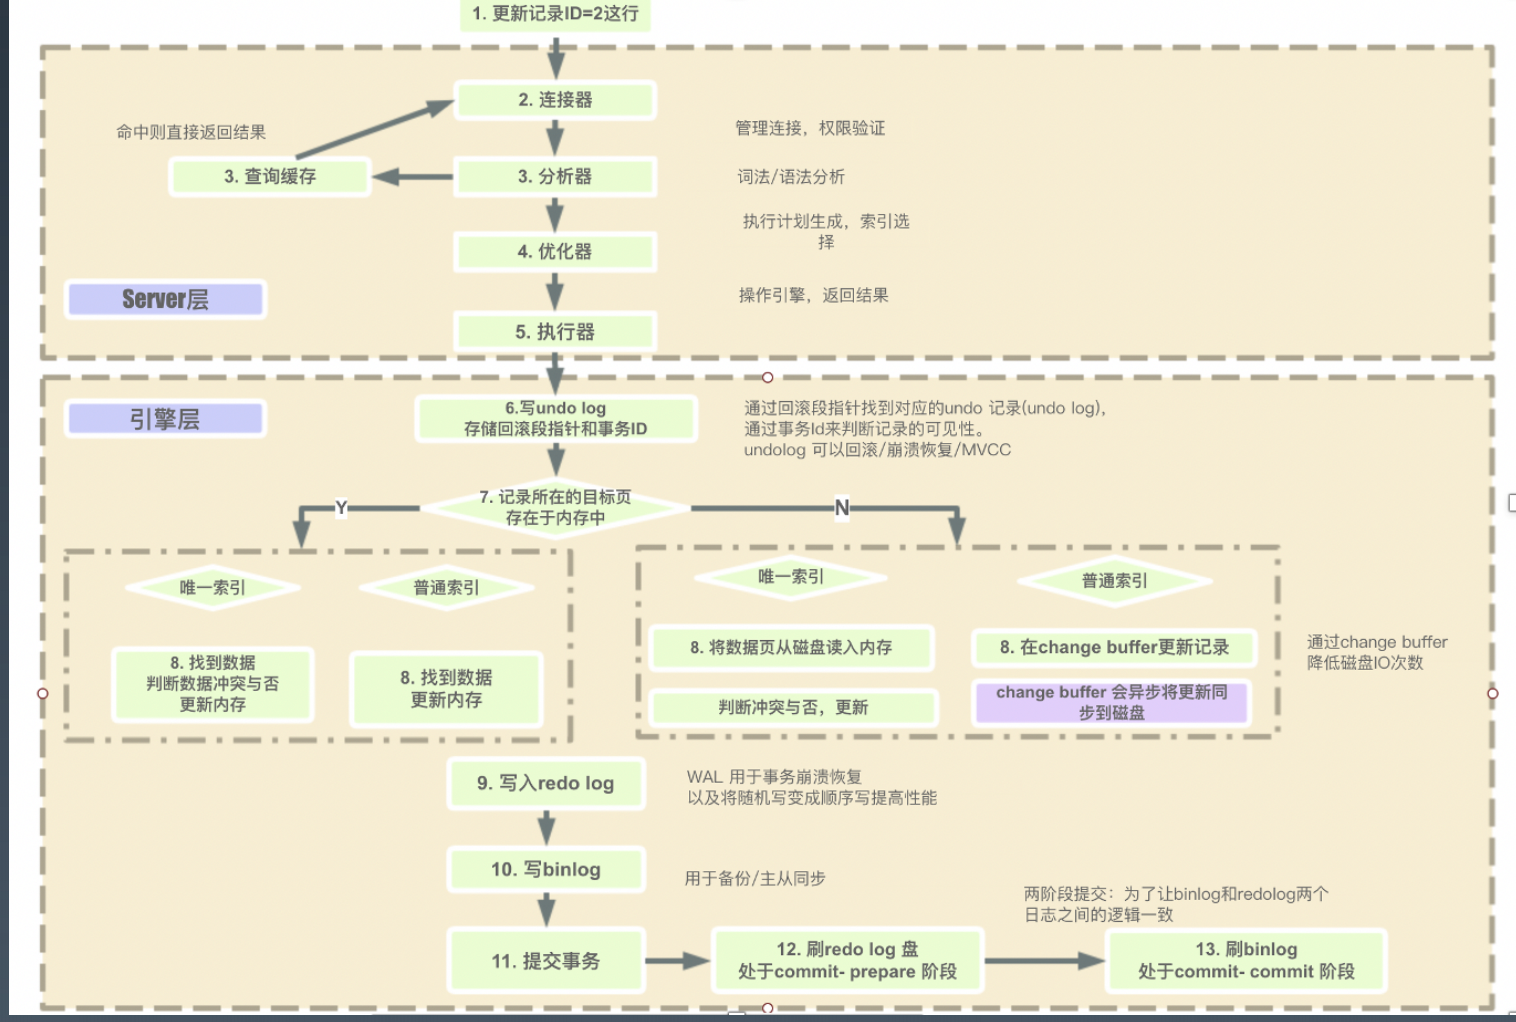 1. 更新记录ID=2这行
2. 连接器
命中则直接返回结果
管理连接，权限验证
3. 查询缓存
3. 分析器
词法/语法分析
执行计划生成，索引选
择
4. 优化器
Server层
操作引擎，返回结果
5. 执行器
引擎层
6.写undo log
存储回滚段指针和事务ID
通过回滚段指针找到对应的undo 记录(undo log)，
通过事务Id来判断记录的可见性。
undolog 可以回滚/崩溃恢复/MVCC
7. 记录所在的目标页
存在于内存中
Y
N
唯一索引
普通索引
唯一索引
普通索引
8. 找到数据
判断数据冲突与否
更新内存
8. 找到数据
更新内存
8. 将数据页从磁盘读入内存
判断冲突与否，更新
8. 在change buffer更新记录
change buffer 会异步将更新同
步到磁盘
通过change buffer
降低磁盘IO次数
9. 写入redo log
WAL 用于事务崩溃恢复
以及将随机写变成顺序写提高性能
10. 写binlog
用于备份/主从同步
两阶段提交：为了让binlog和redolog两个
日志之间的逻辑一致
11. 提交事务
12. 刷redo log 盘
处于commit- prepare 阶段
13. 刷binlog
处于commit- commit 阶段